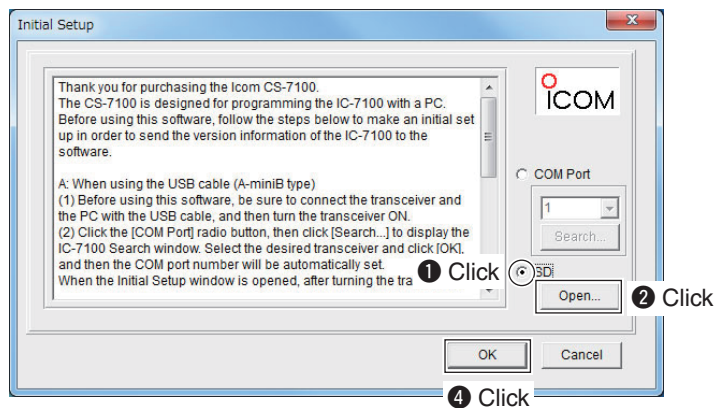 Initial Setup
Thank you for purchasing the Icom CS-7100.
The CS-7100 is designed for programming the IC-7100 with a PC.
Before using this software, follow the steps below to make an initial set
up in order to send the version information of the IC-7100 to the
software.
A: When using the USB cable (A-miniB type)
(1) Before using this software, be sure to connect the transceiver and
the PC with the USB cable, and then turn the transceiver ON.
(2) Click the [COM Port] radio button, then click [Search...] to display the
IC-7100 Search window. Select the desired transceiver and click [OK],
and then the COM port number will be automatically set.
When the Initial Setup window is opened, after turning the tra
ICOM
COM Port
1
Search...
❶ Click
SD
Open...
❷ Click
OK
Cancel
❹ Click